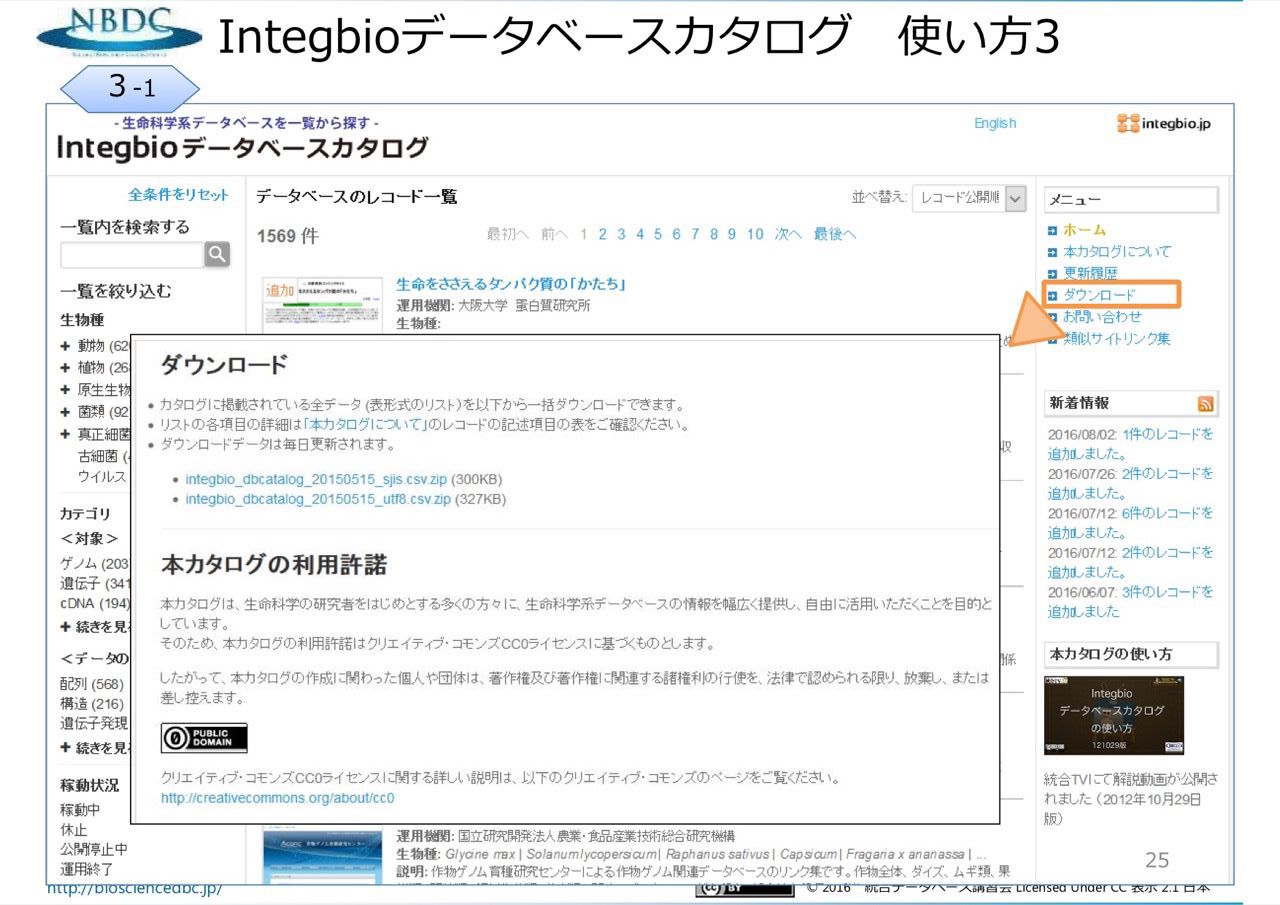 NBDC
Integbioデータベースカタログ　使い方3
3-1
- 生命科学系データベースを一覧から探す -
Integbioデータベースカタログ
English
integbio.jp
全条件をリセット
一覧内を検索する
一覧を絞り込む
生物種
+ 動物 (62
+ 植物 (26
+ 原生生物
+ 菌類 (92
+ 真正細菌
古細菌 (
ウイルス
カテゴリ
＜対象＞
ゲノム (203
遺伝子 (341
cDNA (194)
+ 続きを見
＜データの
配列 (568)
構造 (216)
遺伝子発現
+ 続きを見
稼動状況
稼動中
休止
公開停止中
運用終了
データベースのレコード一覧
並べ替え: レコード公開順
1569 件
最初へ 前へ 1 2 3 4 5 6 7 8 9 10 次へ 最後へ
追加
生命をささえるタンパク質の「かたち」
運用機関: 大阪大学 蛋白質研究所
生物種:
ダウンロード
• カタログに掲載されている全データ (表形式のリスト)を以下から一括ダウンロードできます。
• リストの各項目の詳細は「本カタログについて」のレコードの記述項目の表をご確認ください。
• ダウンロードデータは毎日更新されます。
• integbio_dbcatalog_20150515_sjis.csv.zip (300KB)
• integbio_dbcatalog_20150515_utf8.csv.zip (327KB)
本カタログの利用許諾
本カタログは、生命科学の研究者をはじめとする多くの方々に、生命科学系データベースの情報を幅広く提供し、自由に活用いただくことを目的と
しています。
そのため、本カタログの利用許諾はクリエイティブ・コモンズCC0ライセンスに基づくものとします。
したがって、本カタログの作成に関わった個人や団体は、著作権及び著作権に関連する諸権利の行使を、法律で認められる限り、放棄し、または
差し控えます。
PUBLIC
DOMAIN
クリエイティブ・コモンズCC0ライセンスに関する詳しい説明は、以下のクリエイティブ・コモンズのページをご覧ください。
http://creativecommons.org/about/cc0
運用機関: 国立研究開発法人農業・食品産業技術総合研究機構
生物種: Glycine max | Solanum lycopersicum | Raphanus sativus | Capsicum | Fragaria x ananassa | ...
説明: 作物ゲノム育種研究センターによる作物ゲノム関連データベースのリンク集です。作物全体、ダイズ、ムギ類、果
メニュー
ホーム
本カタログについて
更新履歴
ダウンロード
お問い合わせ
類似サイトリンク集
新着情報
2016/08/02: 1件のレコードを
追加しました。
2016/07/26: 2件のレコードを
追加しました。
2016/07/12: 6件のレコードを
追加しました。
2016/07/12: 2件のレコードを
追加しました。
2016/06/07: 3件のレコードを
追加しました
本カタログの使い方
Integbio
データベースカタログ
の使い方
121029版
統合TVにて解説動画が公開さ
れました（2012年10月29日
版）
25
http://biosciencedbc.jp/
© 2016 統合データベース講習会 Licensed Under CC 表示 2.1 日本